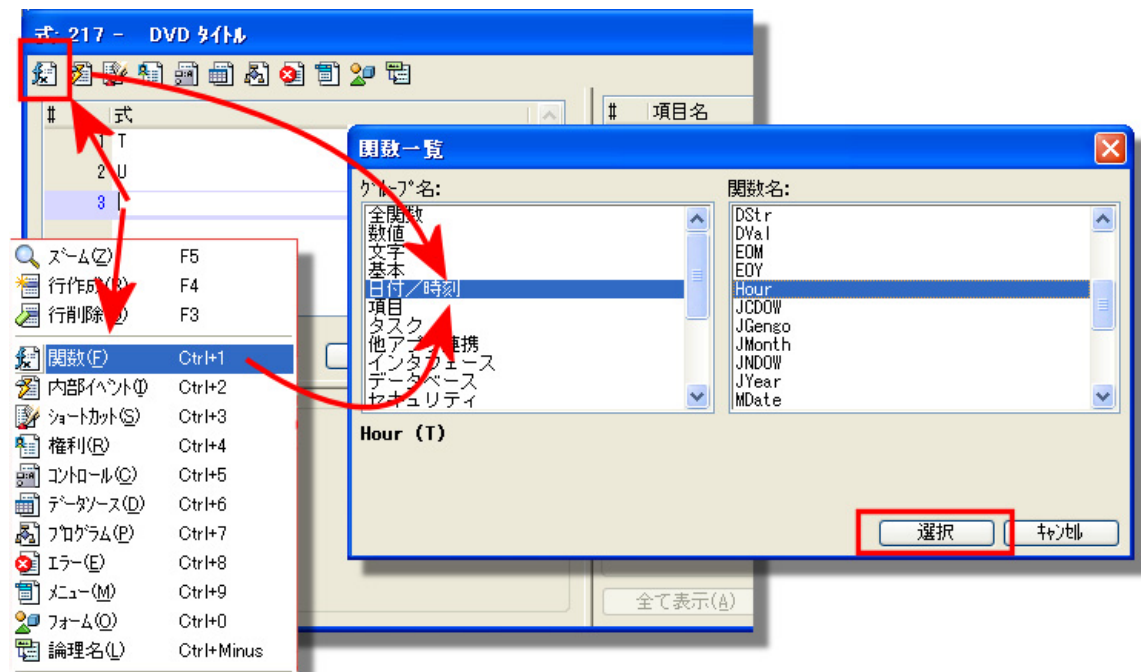 式: 217 - DVD ﾀｲﾄﾙ
# 式
1 T
2 U
3
# 項目名
ｽﾞｰﾑ(Z) F5
行作成(R) F4
行削除(D) F3
関数(F) Ctrl+1
内部ｲﾍﾞﾝﾄ(I) Ctrl+2
ｼｮｰﾄｶｯﾄ(S) Ctrl+3
権利(R) Ctrl+4
ｺﾝﾄﾛｰﾙ(C) Ctrl+5
ﾃﾞｰﾀｿｰｽ(D) Ctrl+6
ﾌﾟﾛｸﾞﾗﾑ(P) Ctrl+7
ｴﾗｰ(E) Ctrl+8
ﾒﾆｭｰ(M) Ctrl+9
ﾌｫｰﾑ(O) Ctrl+0
論理名(L) Ctrl+Minus
関数一覧
ｸﾞﾙｰﾌﾟ名:
全関数
数値
文字
基本
日付／時刻
項目
タスク
他アプリ連携
インタフェース
データベース
セキュリティ
関数名:
DStr
DVal
EOM
EOY
Hour
JCDOW
JGengo
JMonth
JNDOW
JYear
MDate
Hour (T)
選択
ｷｬﾝｾﾙ
全て表示(A)